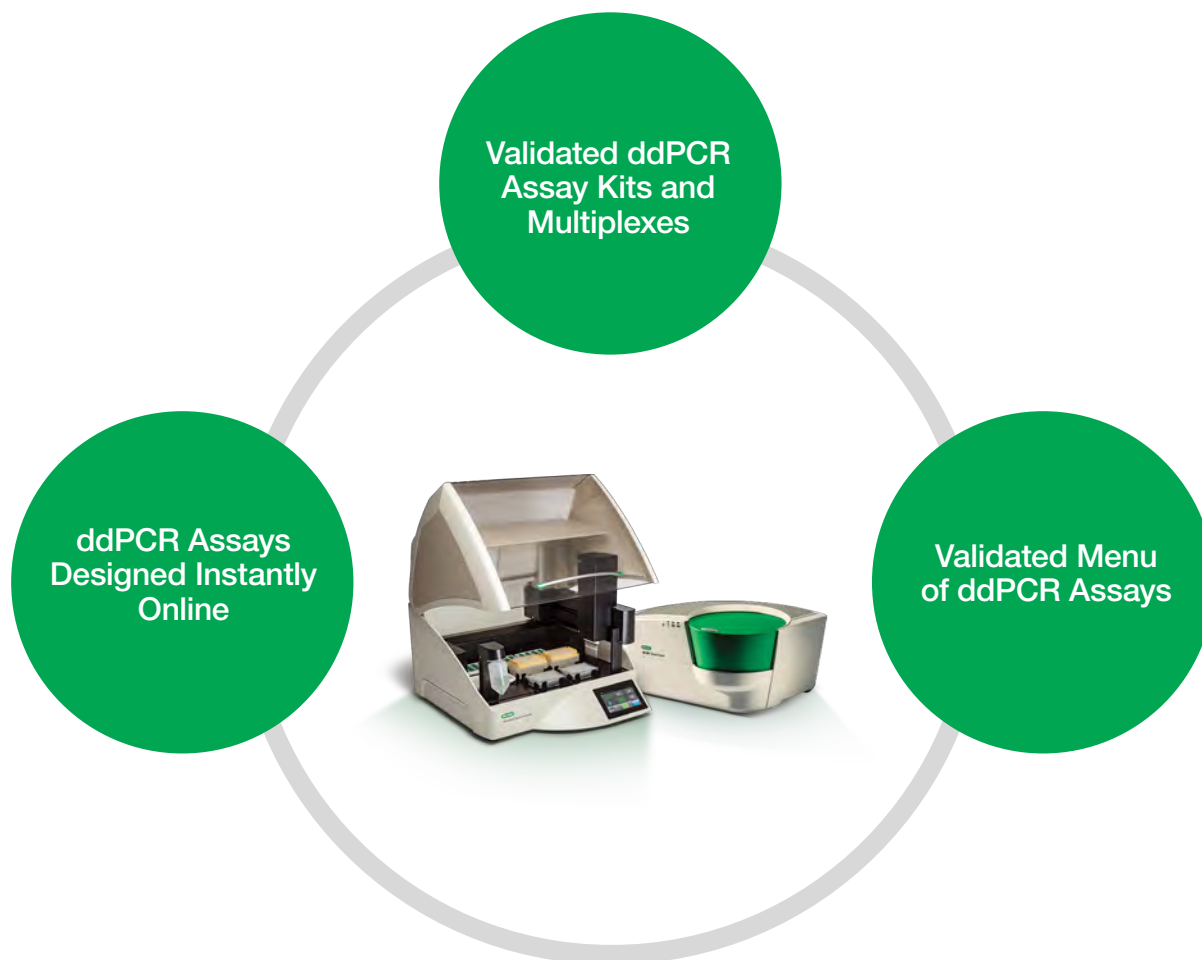 Validated ddPCR
Assay Kits and
Multiplexes
ddPCR Assays
Designed Instantly
Online
Validated Menu
of ddPCR Assays